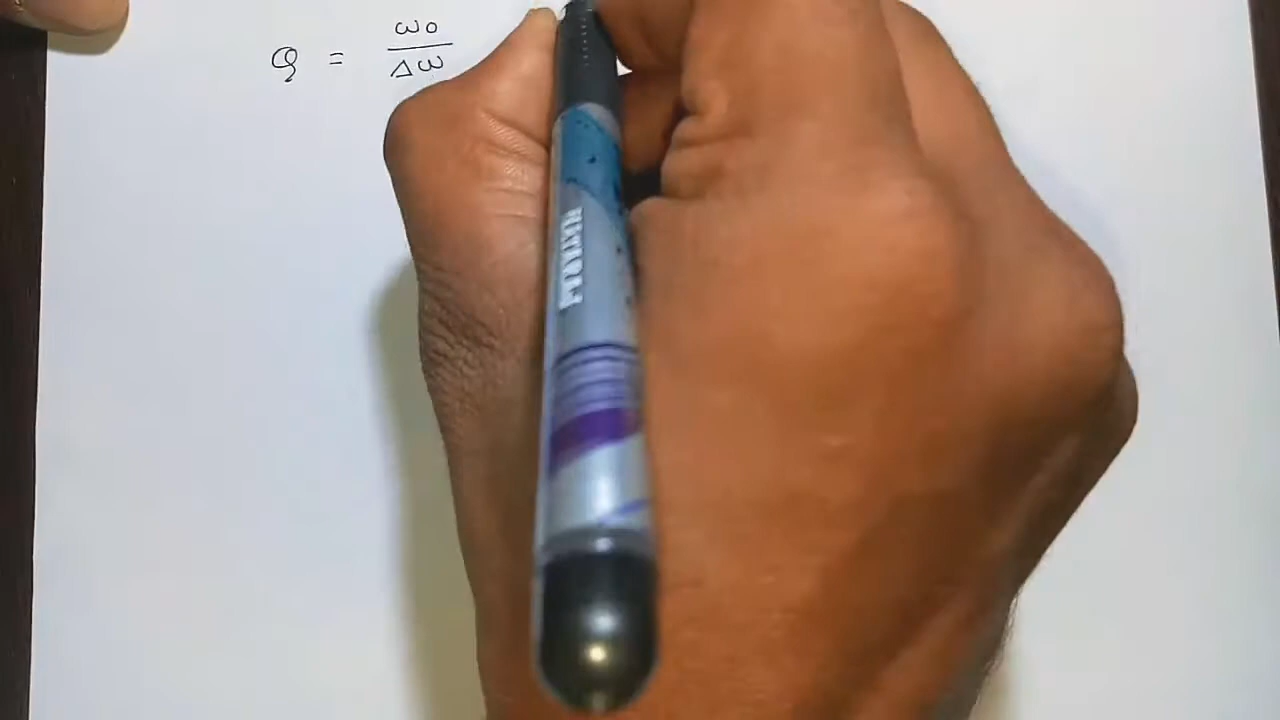 Q = ω0 / Δω